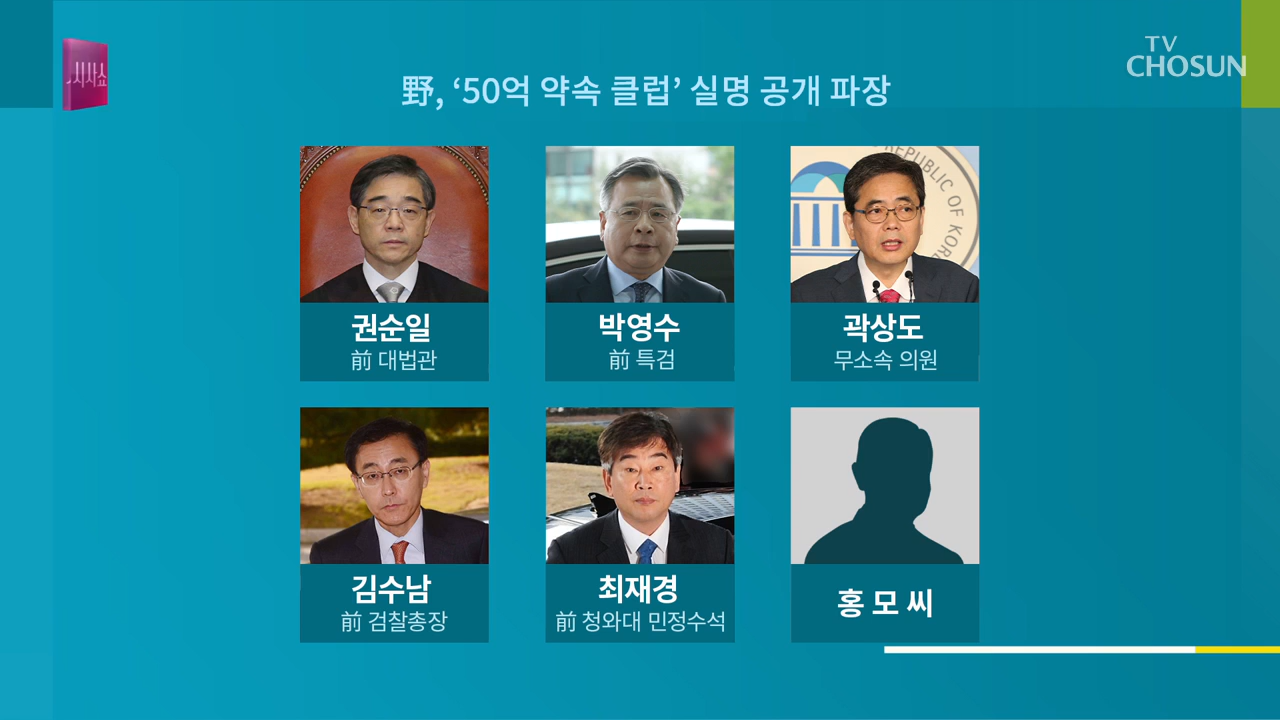 시사쇼
TV
CHOSUN
野, ‘50억 약속 클럽’ 실명 공개 파장
REPUBLIC OF KOREA
권순일
前 대법관
박영수
前 특검
곽상도
무소속 의원
김수남
前 검찰총장
최재경
前 청와대 민정수석
홍 모 씨